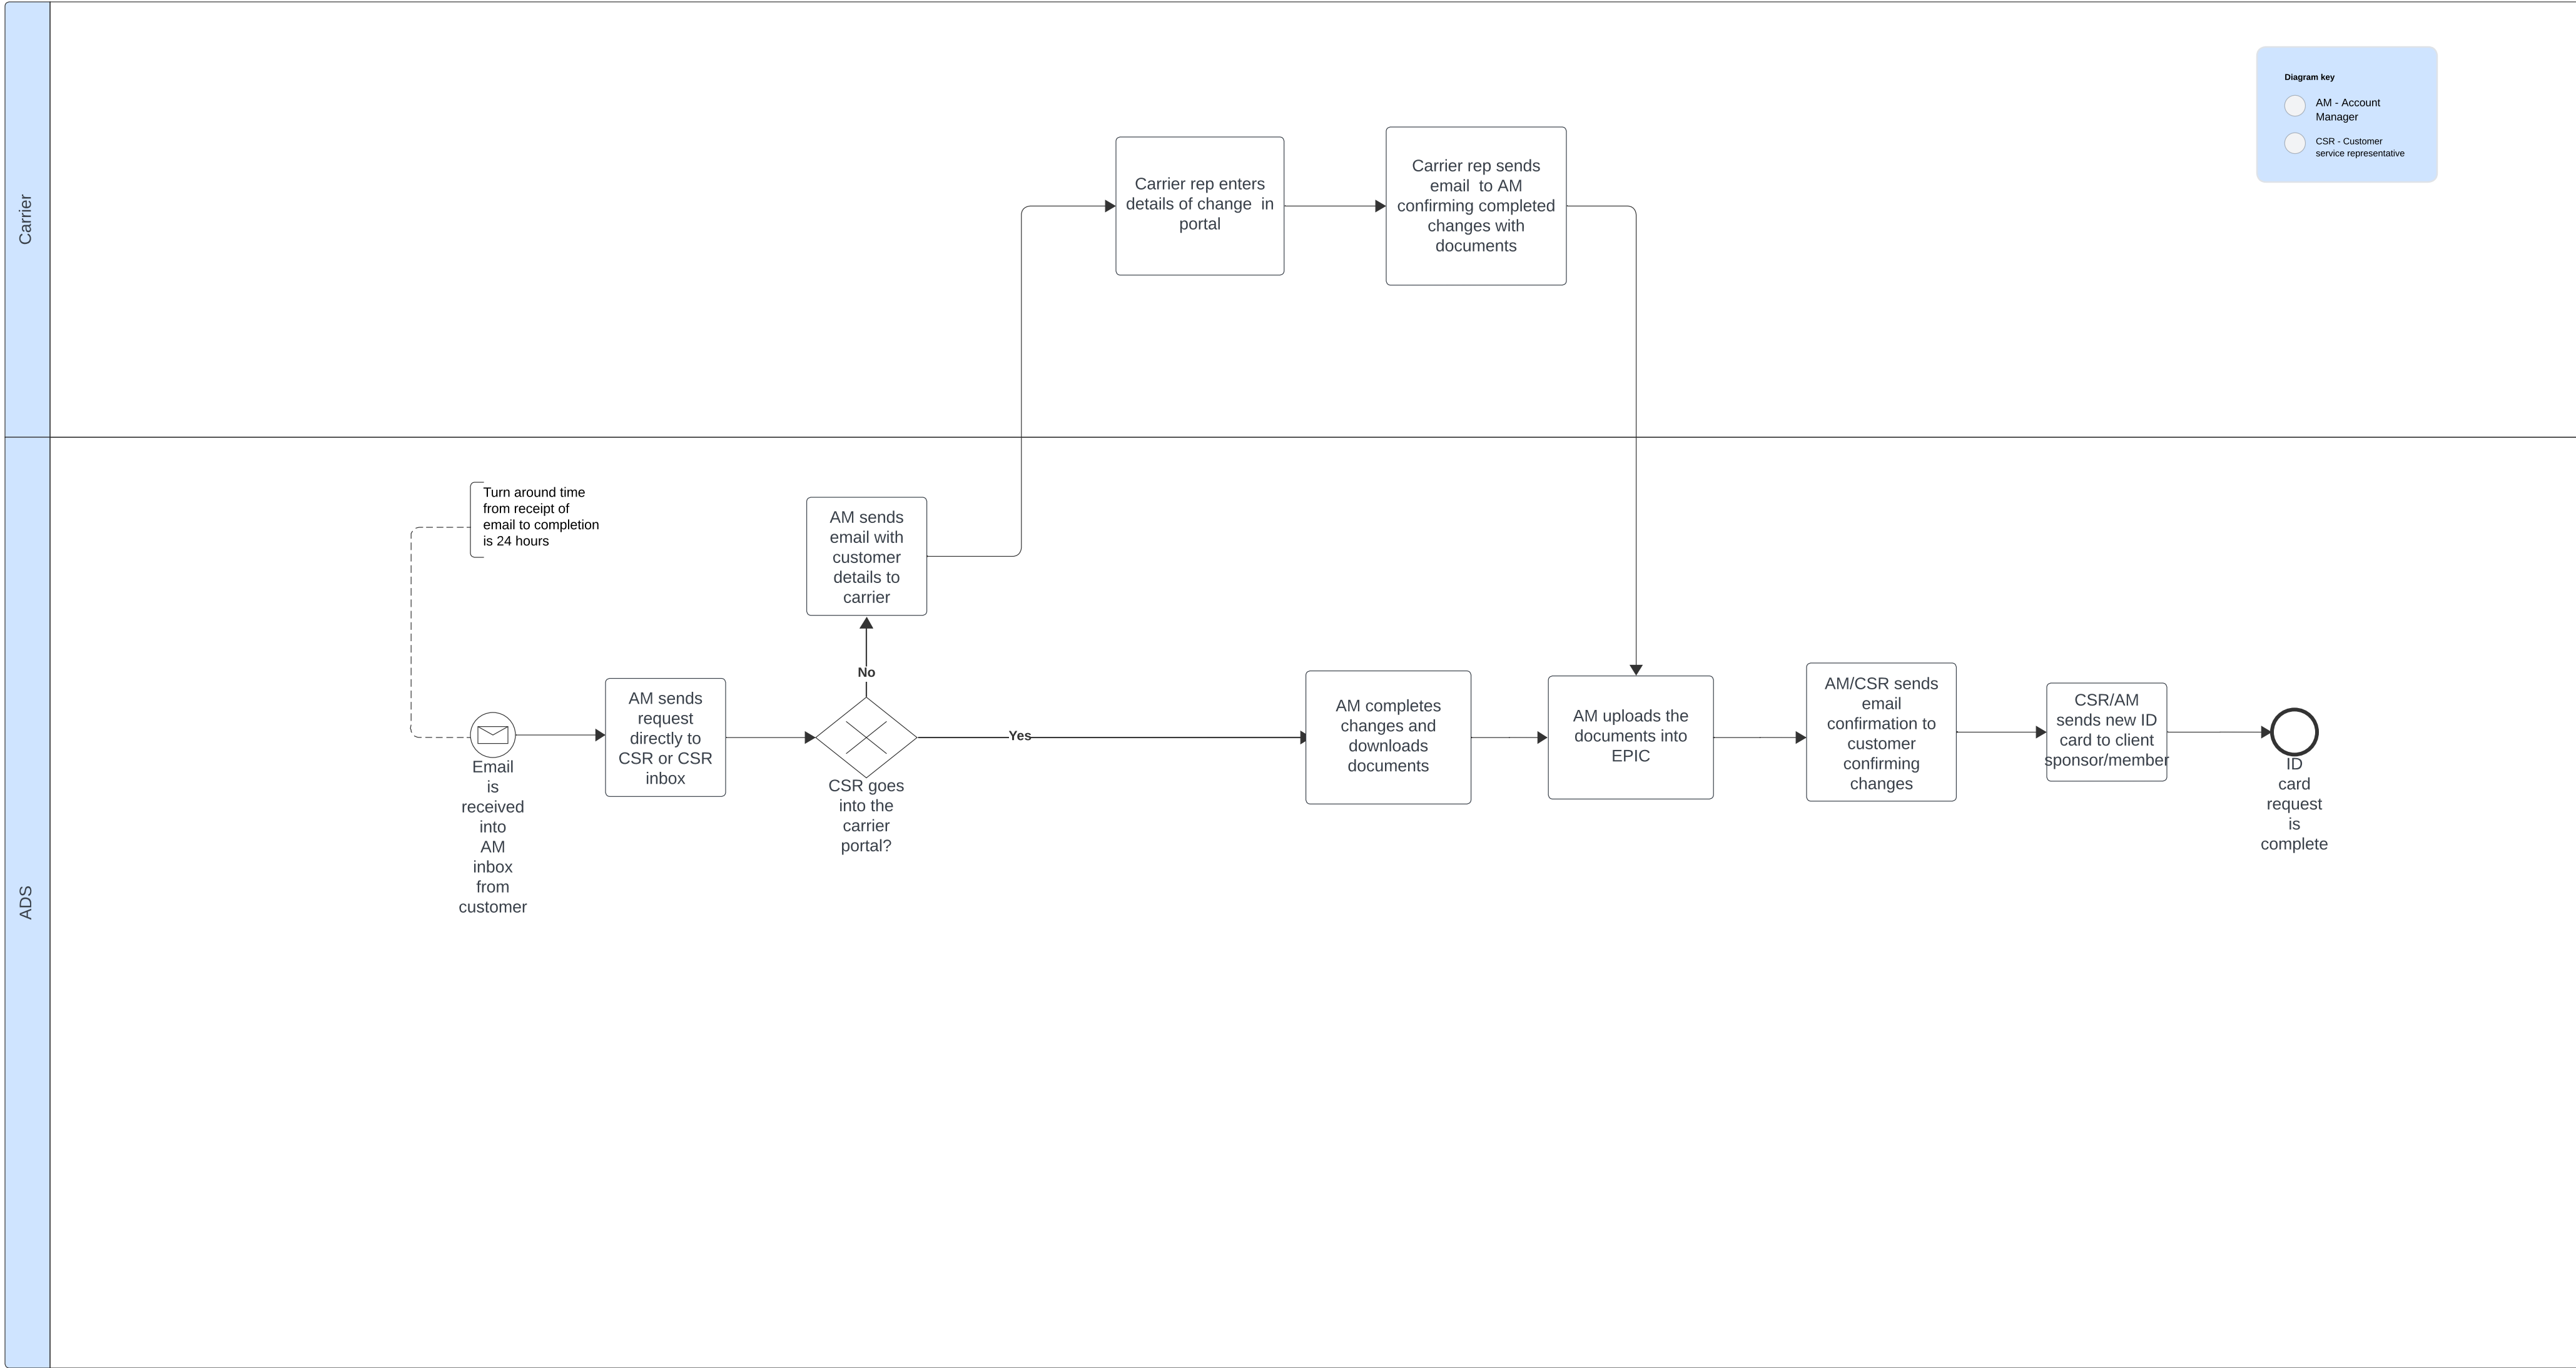 Carrier
Diagram key
AM - Account
Manager
CSR - Customer
service representative
Carrier rep enters
details of change  in
portal
Carrier rep sends
email  to AM
confirming completed
changes with
documents
ADS
Turn around time
from receipt of
email to completion
is 24 hours
AM sends
email with
customer
details to
carrier
No
Email
is
received
into
AM
inbox
from
customer
AM sends
request
directly to
CSR or CSR
inbox
CSR goes
into the
carrier
portal?
Yes
AM completes
changes and
downloads
documents
AM uploads the
documents into
EPIC
AM/CSR sends
email
confirmation to
customer
confirming
changes
CSR/AM
sends new ID
card to client
sponsor/member
ID
card
request
is
complete